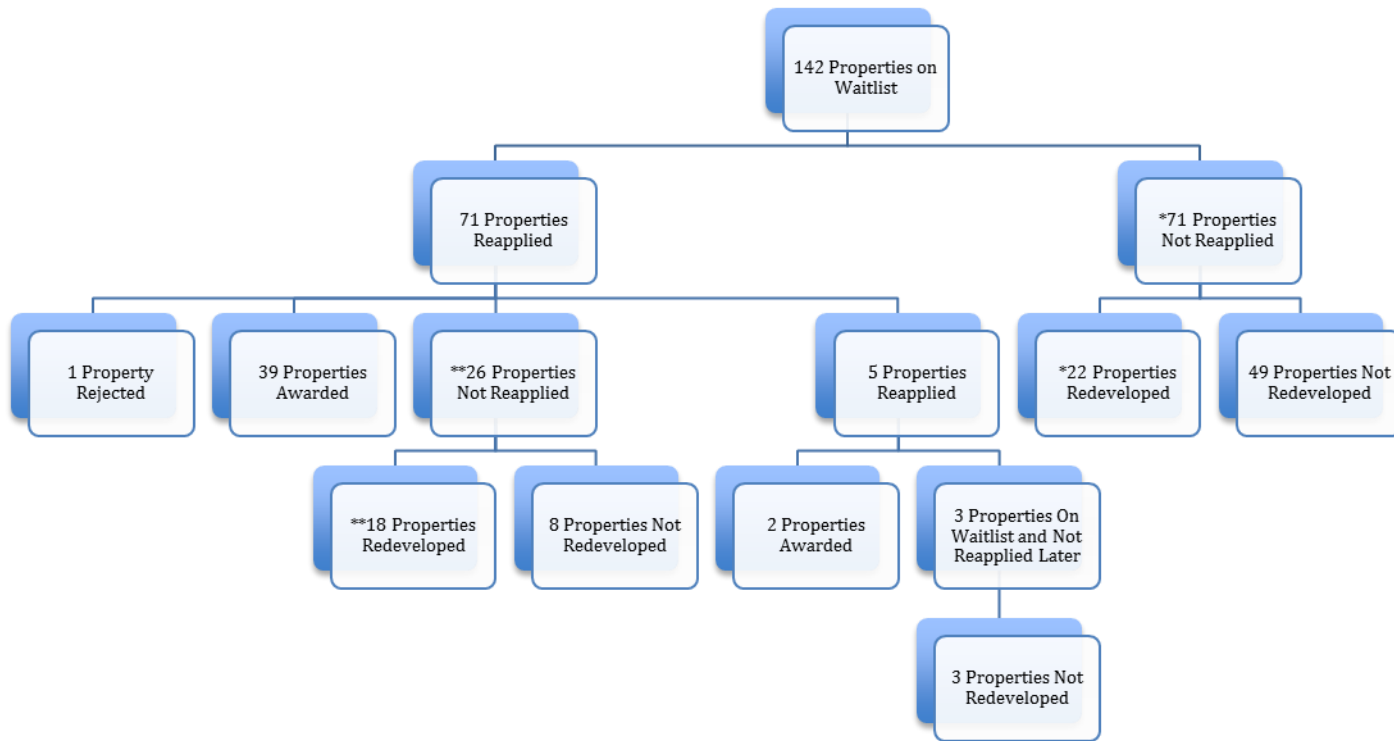 142 Properties on
Waitlist
71 Properties
Reapplied
*71 Properties
Not Reapplied
1 Property
Rejected
39 Properties
Awarded
**26 Properties
Not Reapplied
5 Properties
Reapplied
*22 Properties
Redeveloped
49 Properties Not
Redeveloped
**18 Properties
Redeveloped
8 Properties Not
Redeveloped
2 Properties
Awarded
3 Properties On
Waitlist and Not
Reapplied Later
3 Properties Not
Redeveloped